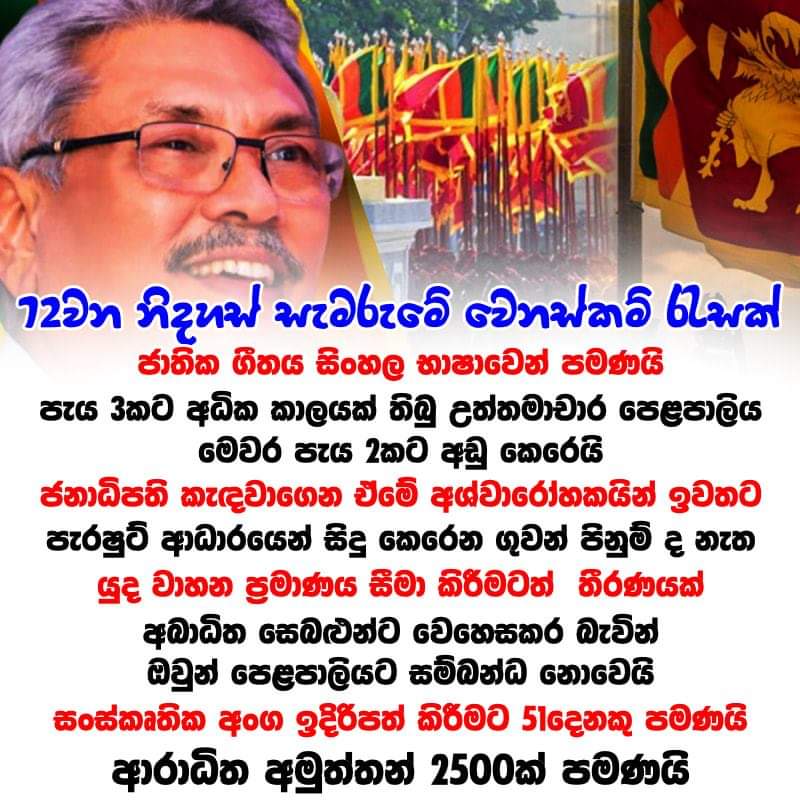 72වන නිදහස් සැමරුමේ වෙනස්කම් රැසක්
ජාතික ගීතය සිංහල භාෂාවෙන් පමණයි
පැය 3කට අධික කාලයක් තිබූ උත්තමාචාර පෙළපාලිය
මෙවර පැය 2කට අඩු කෙරෙයි
ජනාධිපති කැඳවාගෙන ඒමේ අශ්වාරෝහකයින් ඉවතට
පැරෂුට් ආධාරයෙන් සිදු කෙරෙන ගුවන් පිනුම් ද නැත
යුද වාහන ප්‍රමාණය සීමා කිරීමටත් තීරණයක්
අබාධිත සෙබළුන්ට වෙහෙසකර බැවින්
ඔවුන් පෙළපාලියට සම්බන්ධ නොවෙයි
සංස්කෘතික අංග ඉදිරිපත් කිරීමට 51දෙනකු පමණයි
ආරාධිත අමුත්තන් 2500ක් පමණයි